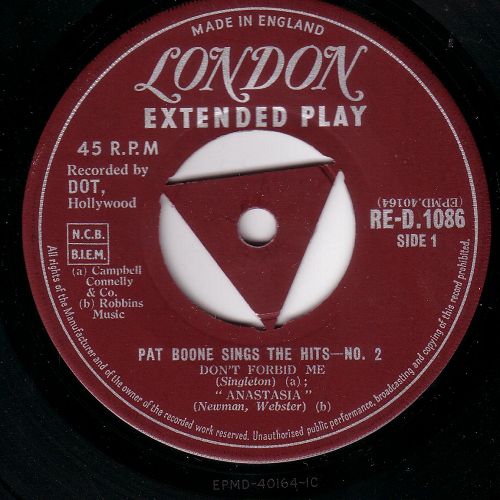 MADE IN ENGLAND
LONDON
EXTENDED PLAY
45 R.P.M
Recorded by
DOT,
Hollywood
N.C.B.
B.I.E.M.
(a) Campbell
Connelly
& Co.
(b) Robbins
Music
(EPMD.40164)
RE-D.1086
SIDE 1
PAT BOONE SINGS THE HITS—NO. 2
DON'T FORBID ME
(Singleton) (a);
"ANASTASIA"
(Newman, Webster) (b)
All rights of the Manufacturer and of the owner of the recorded work reserved. Unauthorised public performance, broadcasting and copying of this record prohibited.
EPMD-40164-1C